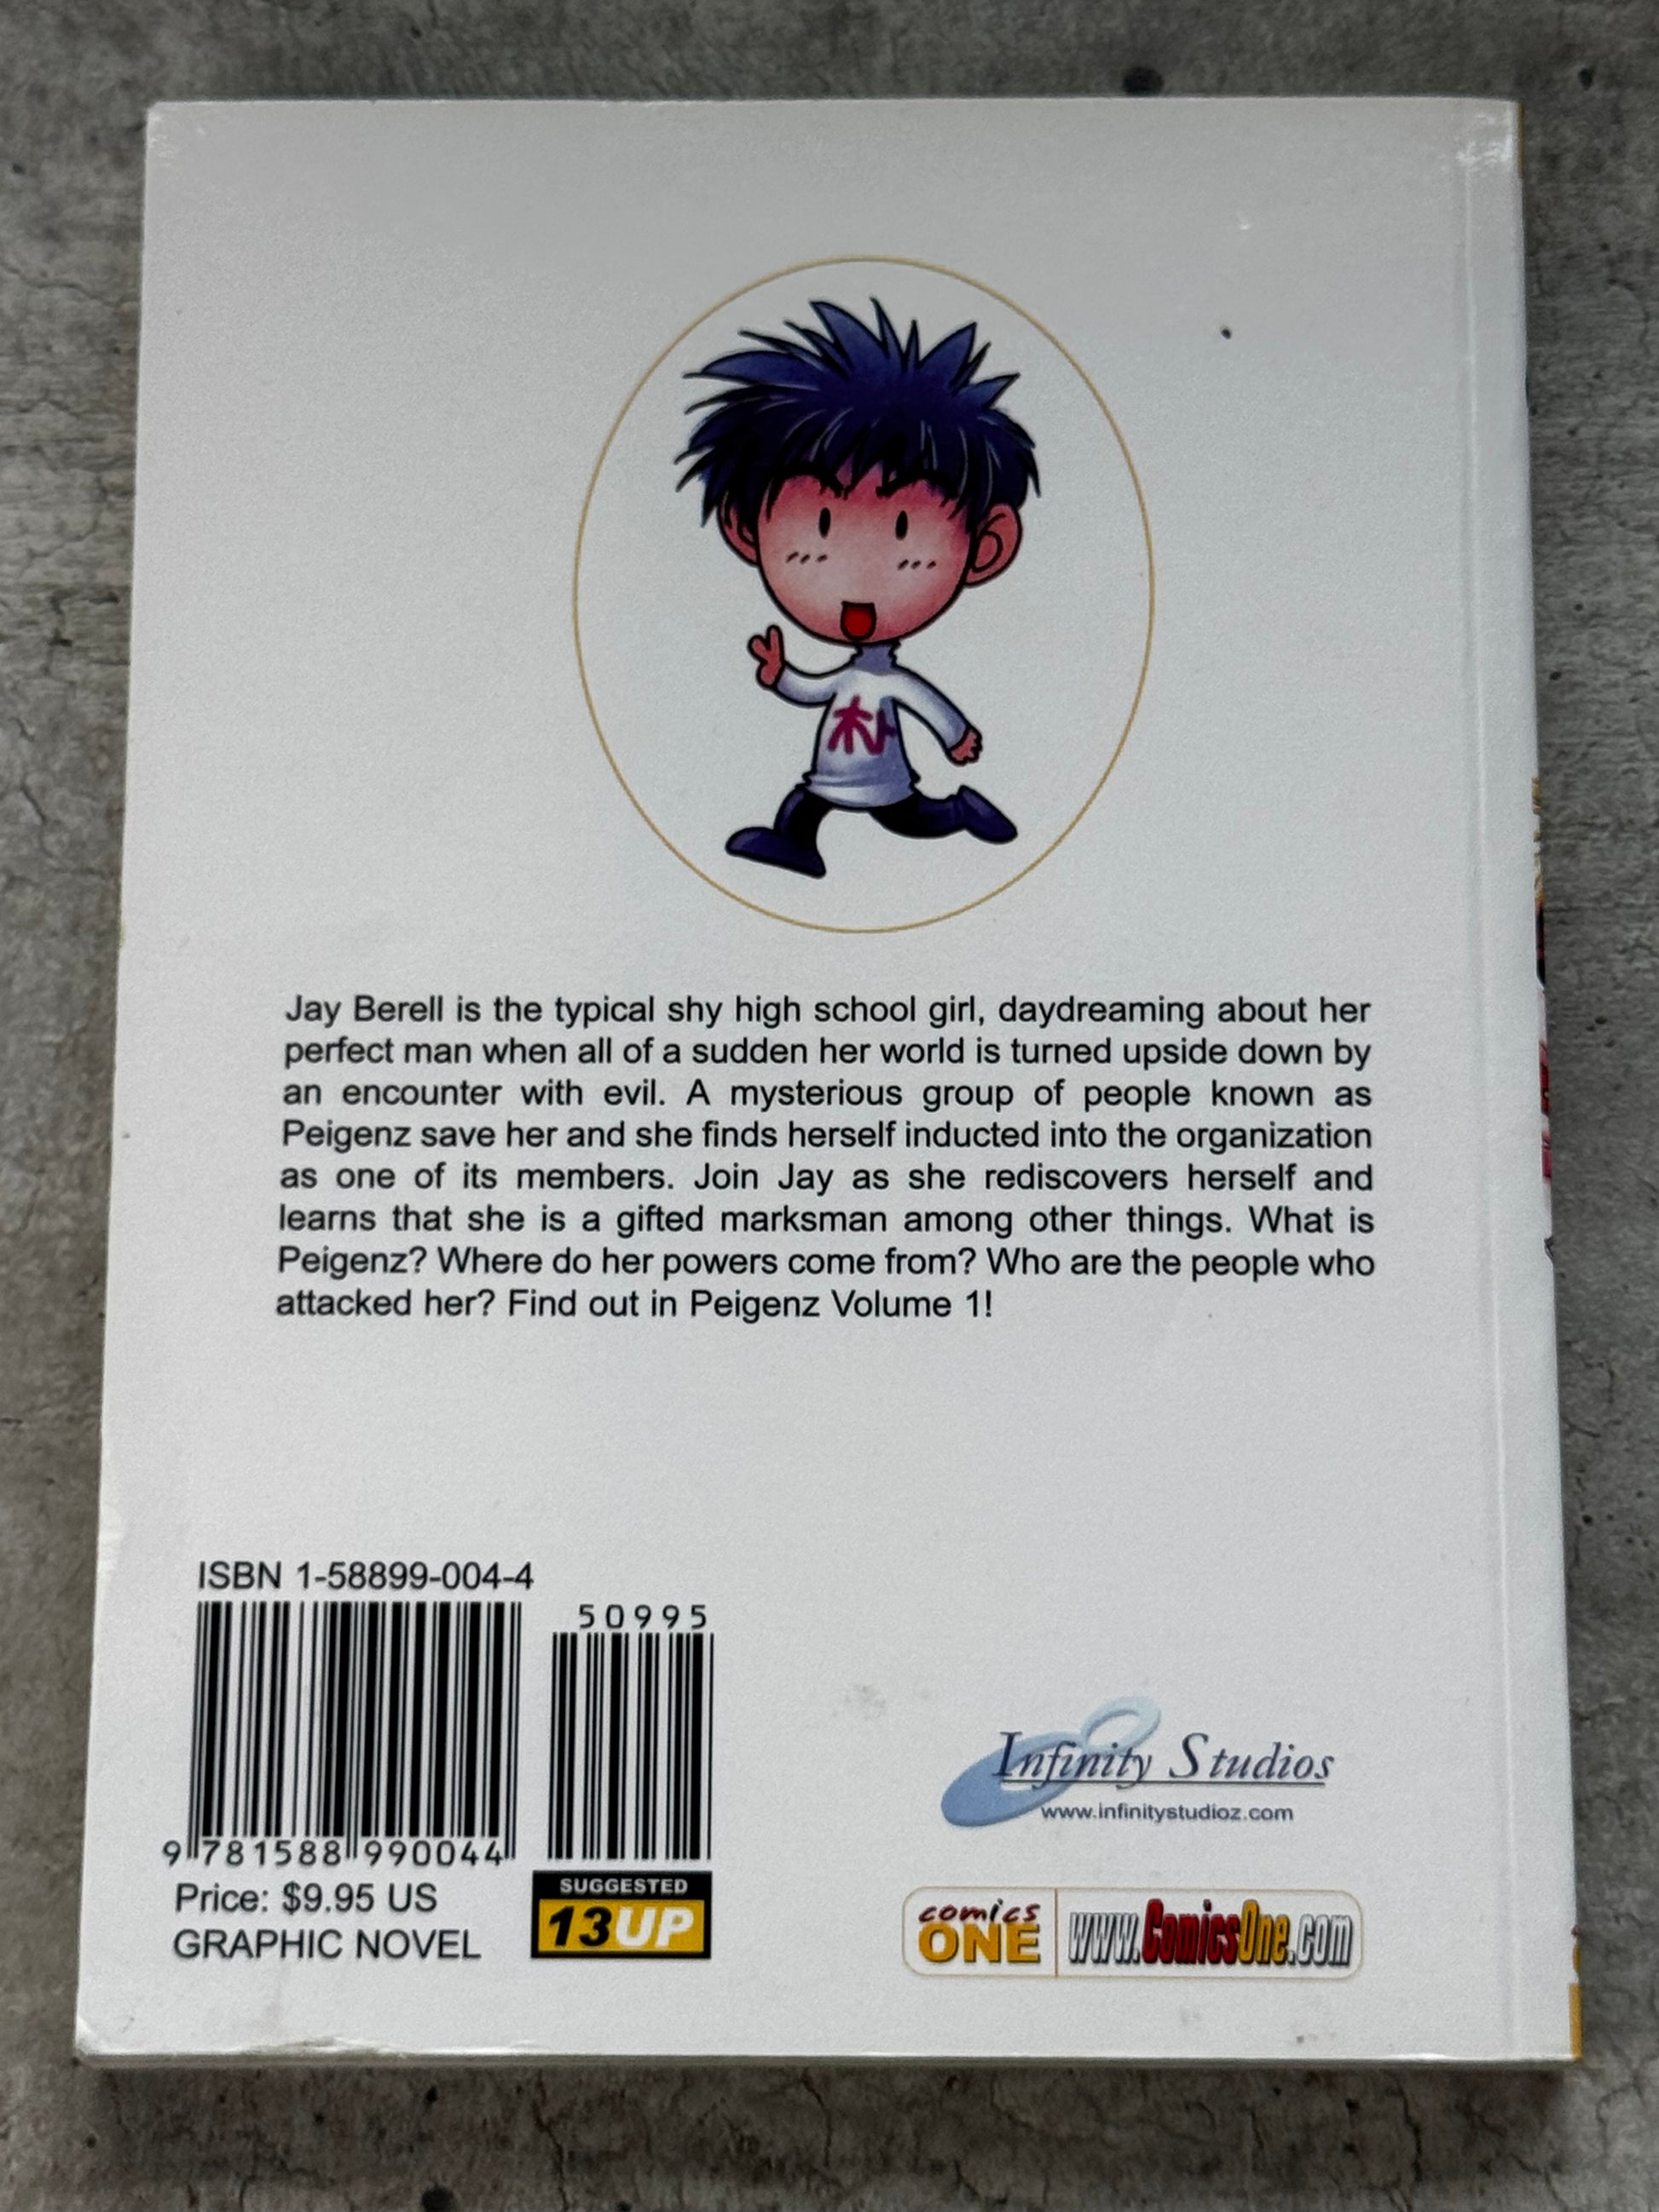 朴
Jay Berell is the typical shy high school girl, daydreaming about her
perfect man when all of a sudden her world is turned upside down by
an encounter with evil. A mysterious group of people known as
Peigenz save her and she finds herself inducted into the organization
as one of its members. Join Jay as she rediscovers herself and
learns that she is a gifted marksman among other things. What is
Peigenz? Where do her powers come from? Who are the people who
attacked her? Find out in Peigenz Volume 1!
ISBN 1-58899-004-4
50995
9 781588 990044
Price: $9.95 US
GRAPHIC NOVEL
SUGGESTED
13UP
Infinity Studios
www.infinitystudioz.com
comics
ONE
www.ComicsOne.com